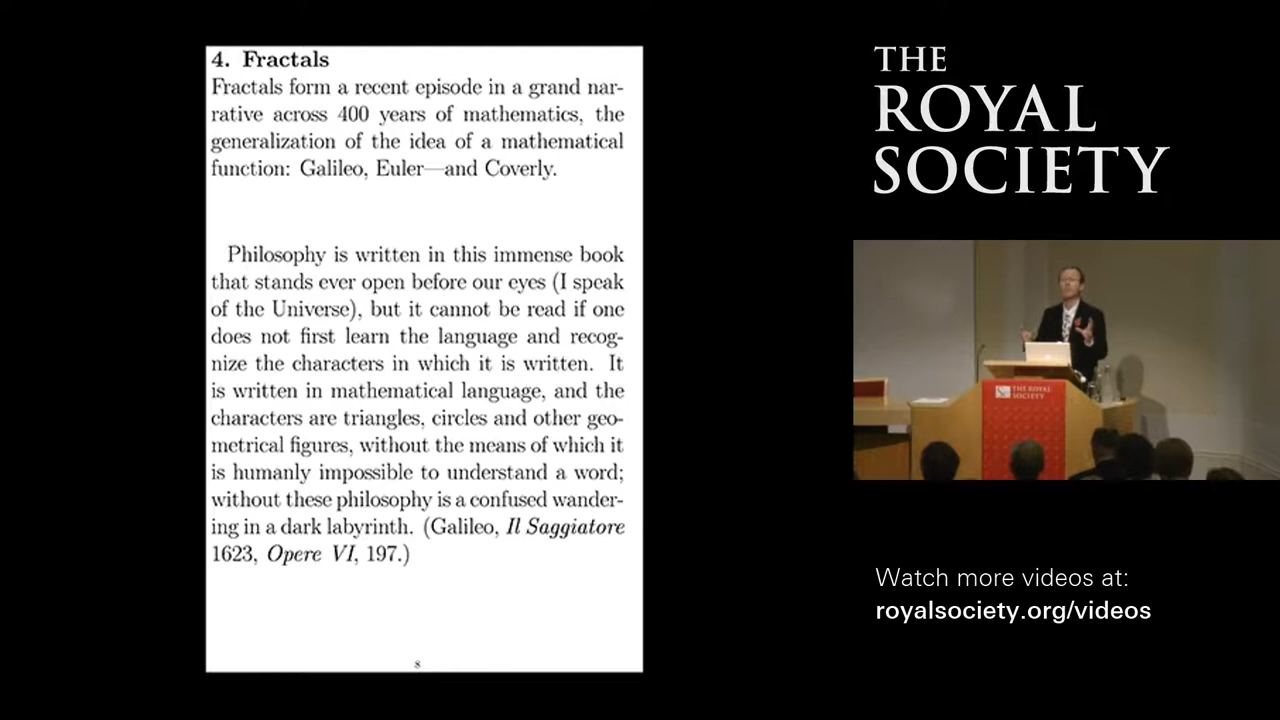 4. Fractals
Fractals form a recent episode in a grand nar-
rative across 400 years of mathematics, the
generalization of the idea of a mathematical
function: Galileo, Euler—and Coverly.
Philosophy is written in this immense book
that stands ever open before our eyes (I speak
of the Universe), but it cannot be read if one
does not first learn the language and recog-
nize the characters in which it is written. It
is written in mathematical language, and the
characters are triangles, circles and other geo-
metrical figures, without the means of which it
is humanly impossible to understand a word;
without these philosophy is a confused wander-
ing in a dark labyrinth. (Galileo, Il Saggiatore
1623, Opere VI, 197.)
8
THE
ROYAL
SOCIETY
THE ROYAL
SOCIETY
Watch more videos at:
royalsociety.org/videos